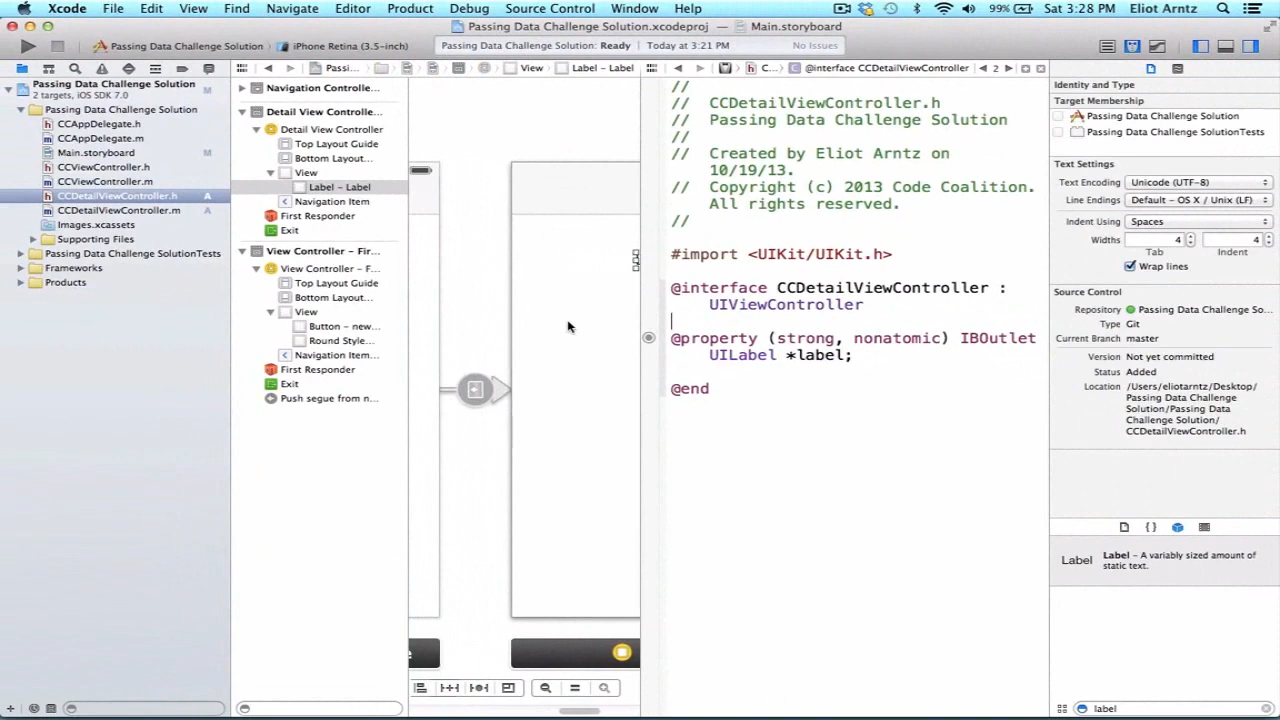 Xcode File Edit View Find Navigate Editor Product Debug Source Control Window Help 99% Sat 3:28 PM Eliot Arntz
Passing Data Challenge Solution.xcodeproj — Main.storyboard
Passing Data Challenge Solution iPhone Retina (3.5-inch) Passing Data Challenge Solution: Ready Today at 3:21 PM No Issues
Passi... View Label – Label C... @interface CCDetailViewController 2
Passing Data Challenge Solution M
2 targets, iOS SDK 7.0
Passing Data Challenge Solution
CCAppDelegate.h
CCAppDelegate.m
Main.storyboard M
CCViewController.h
CCViewController.m
CCDetailViewController.h A
CCDetailViewController.m A
Images.xcassets
Supporting Files
Passing Data Challenge SolutionTests
Frameworks
Products
Navigation Controlle...
Detail View Controlle...
Detail View Controller
Top Layout Guide
Bottom Layout...
View
Label – Label
Navigation Item
First Responder
Exit
View Controller – Fir...
View Controller – F...
Top Layout Guide
Bottom Layout...
View
Button – new...
Round Style...
Navigation Item...
First Responder
Exit
Push segue from n...
//
// CCDetailViewController.h
// Passing Data Challenge Solution
//
// Created by Eliot Arntz on
10/19/13.
// Copyright (c) 2013 Code Coalition.
All rights reserved.
//
#import <UIKit/UIKit.h>
@interface CCDetailViewController :
UIViewController
@property (strong, nonatomic) IBOutlet
UILabel *label;
@end
Identity and Type
Target Membership
Passing Data Challenge Solution
Passing Data Challenge SolutionTests
Text Settings
Text Encoding Unicode (UTF-8)
Line Endings Default - OS X / Unix (LF)
Indent Using Spaces
Widths 4 4
Tab Indent
Wrap lines
Source Control
Repository Passing Data Challenge So...
Type Git
Current Branch master
Version Not yet committed
Status Added
Location /Users/eliotarntz/Desktop/
Passing Data Challenge
Solution/Passing Data
Challenge Solution/
CCDetailViewController.h
Label
Label – A variably sized amount of
static text.
label